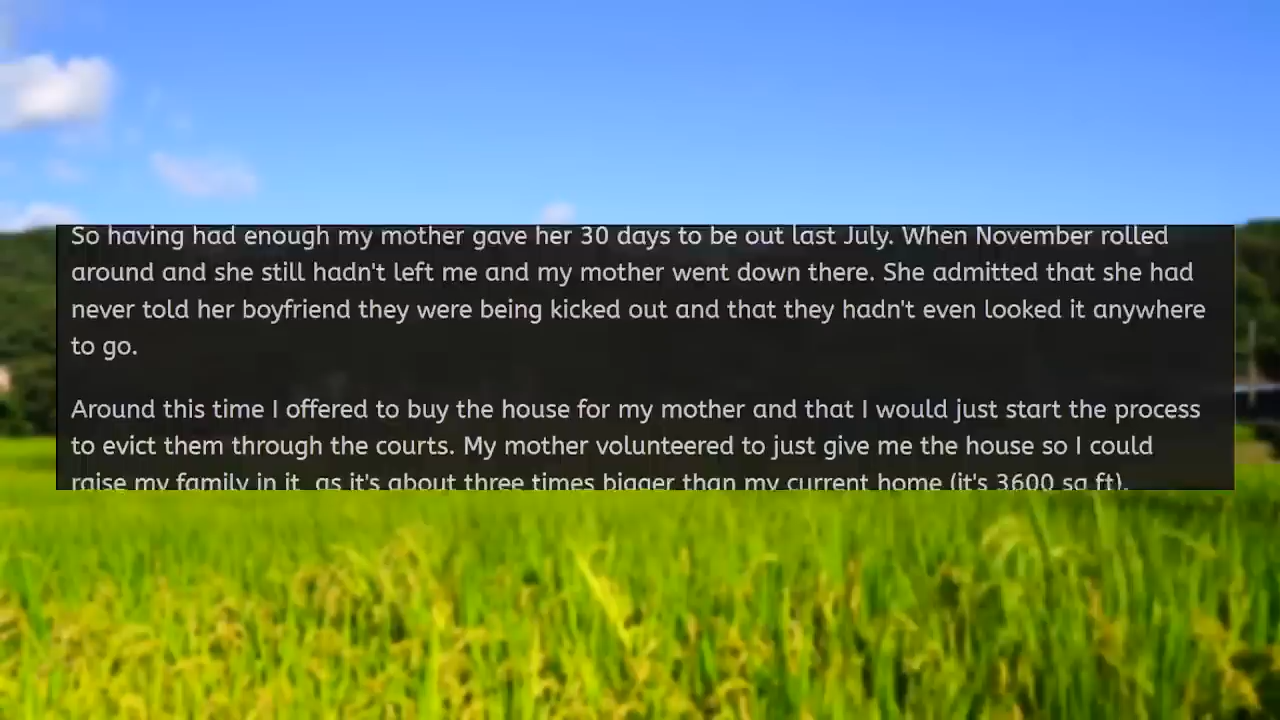 So having had enough my mother gave her 30 days to be out last July. When November rolled
around and she still hadn't left me and my mother went down there. She admitted that she had
never told her boyfriend they were being kicked out and that they hadn't even looked it anywhere
to go.
Around this time I offered to buy the house for my mother and that I would just start the process
to evict them through the courts. My mother volunteered to just give me the house so I could
raise my family in it, as it's about three times bigger than my current home (it's 3600 sq ft).